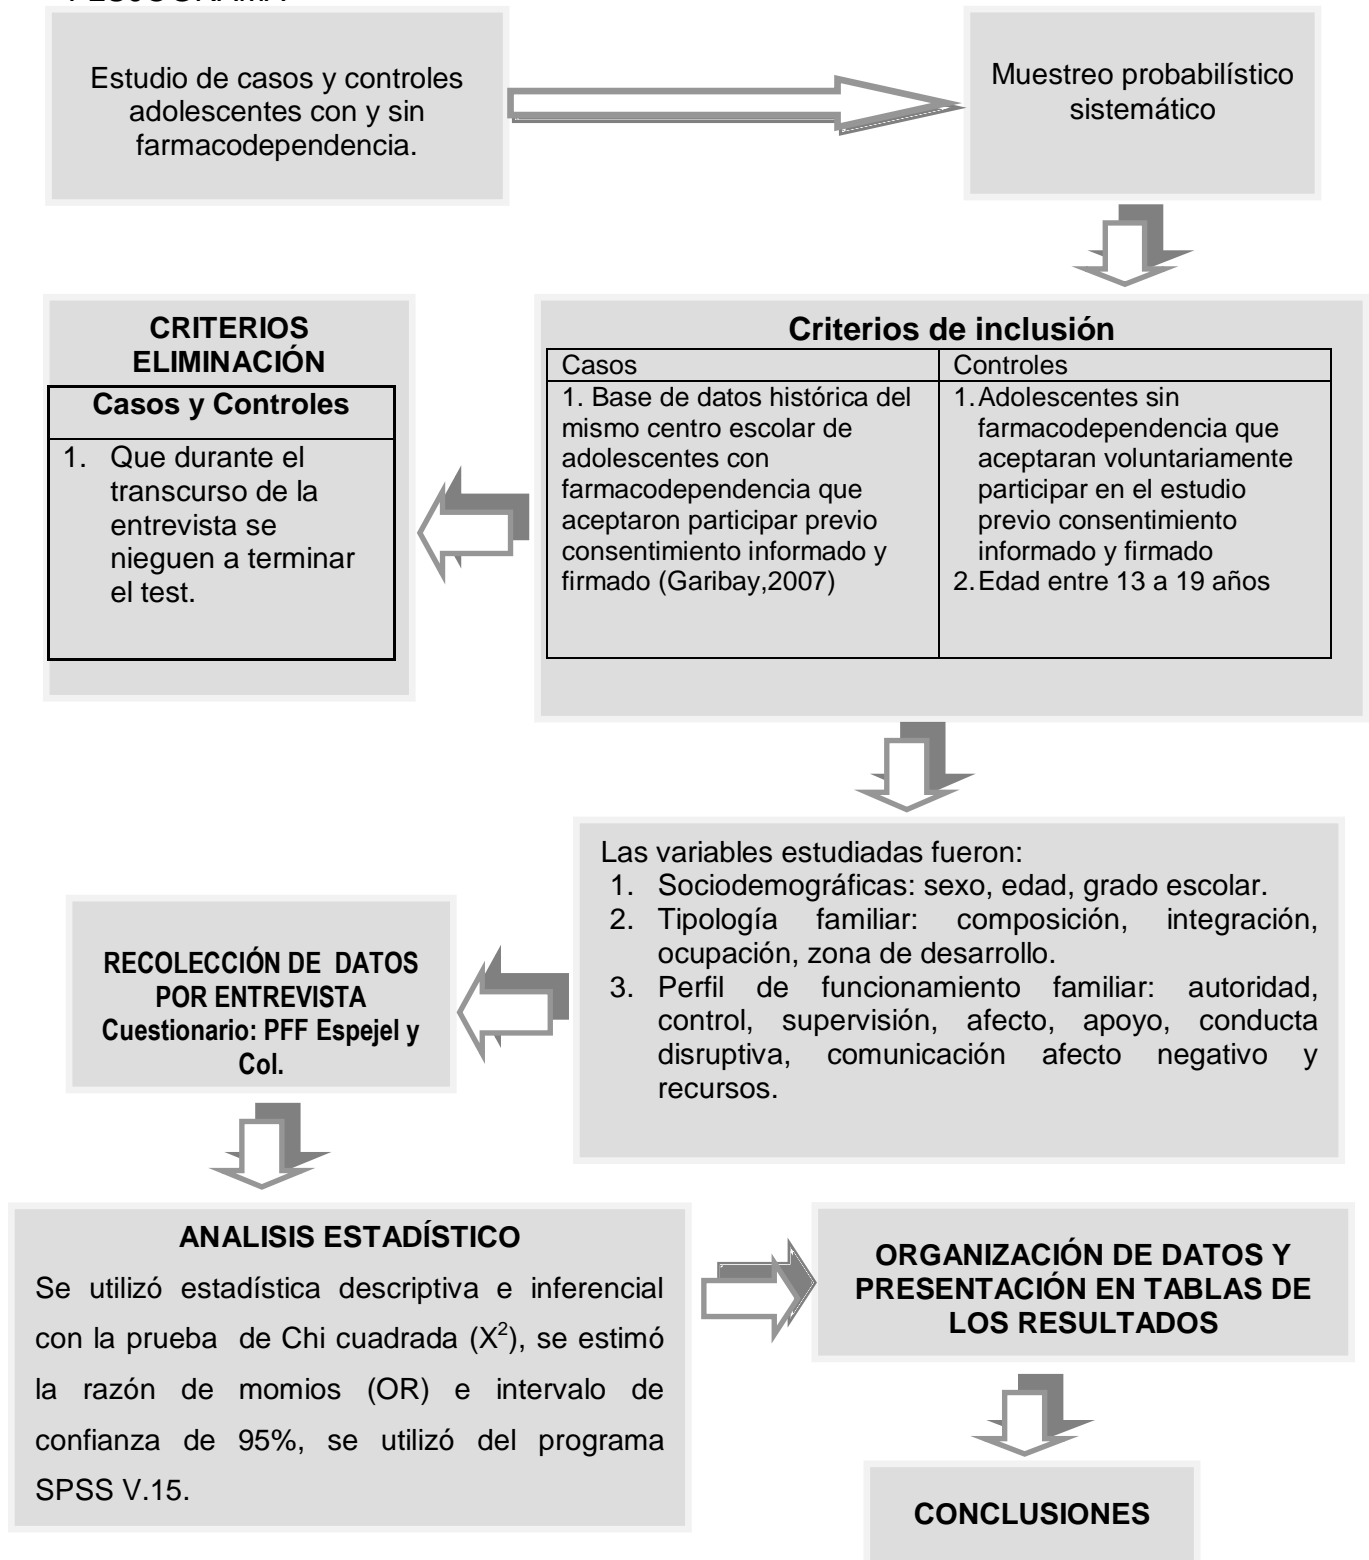 Estudio de casos y controles
adolescentes con y sin
farmacodependencia.
Muestreo probabilístico
sistemático
CRITERIOS
ELIMINACIÓN
Casos y Controles
1. Que durante el
transcurso de la
entrevista se
nieguen a terminar
el test.
Criterios de inclusión
Casos
1. Base de datos histórica del
mismo centro escolar de
adolescentes con
farmacodependencia que
aceptaron participar previo
consentimiento informado y
firmado (Garibay,2007)
Controles
1. Adolescentes sin
farmacodependencia que
aceptaran voluntariamente
participar en el estudio
previo consentimiento
informado y firmado
2. Edad entre 13 a 19 años
Las variables estudiadas fueron:
1. Sociodemográficas: sexo, edad, grado escolar.
2. Tipología familiar: composición, integración,
ocupación, zona de desarrollo.
3. Perfil de funcionamiento familiar: autoridad,
control, supervisión, afecto, apoyo, conducta
disruptiva, comunicación afecto negativo y
recursos.
RECOLECCIÓN DE DATOS
POR ENTREVISTA
Cuestionario: PFF Espejel y
Col.
ANALISIS ESTADÍSTICO
Se utilizó estadística descriptiva e inferencial
con la prueba de Chi cuadrada (X²), se estimó
la razón de momios (OR) e intervalo de
confianza de 95%, se utilizó del programa
SPSS V.15.
ORGANIZACIÓN DE DATOS Y
PRESENTACIÓN EN TABLAS DE
LOS RESULTADOS
CONCLUSIONES